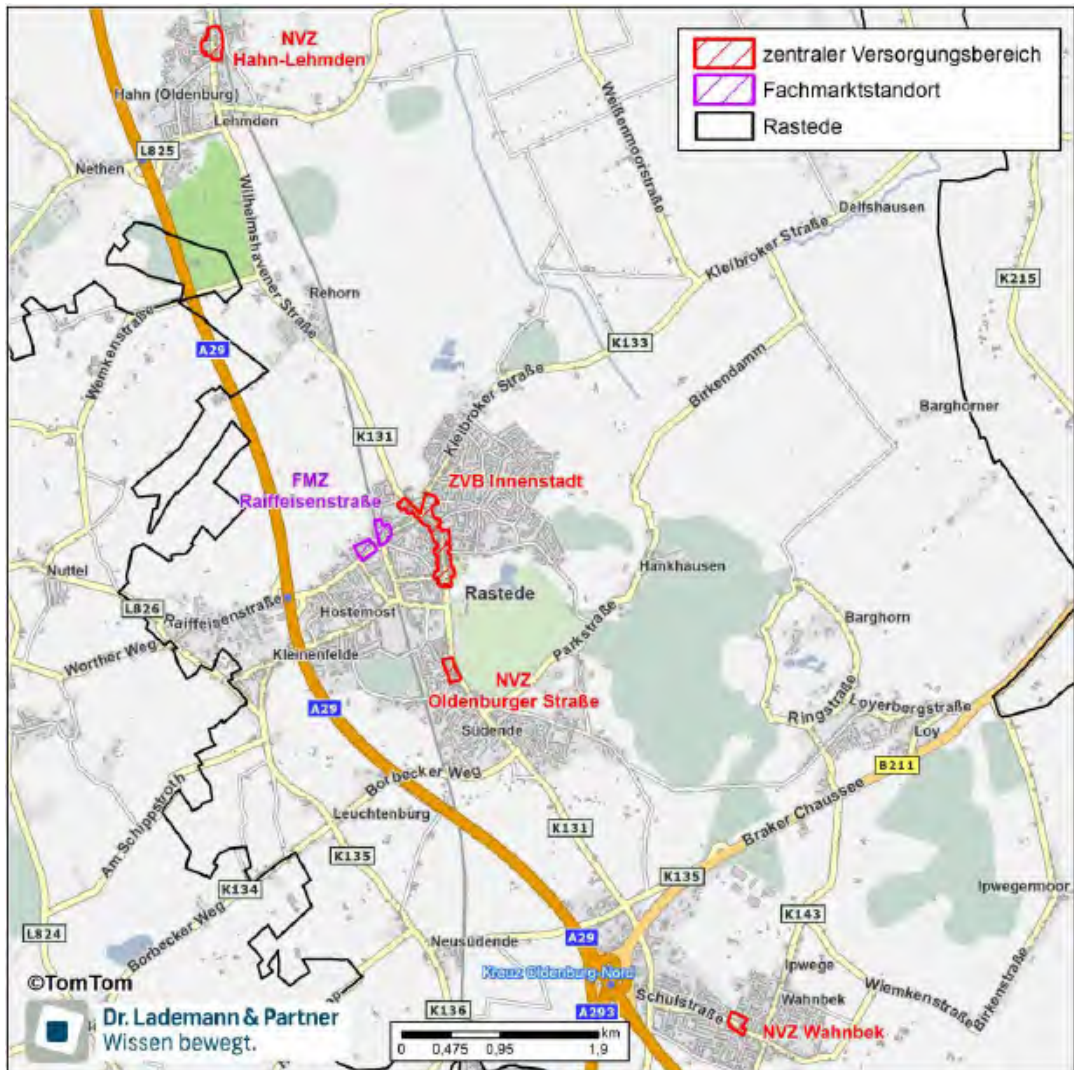 NVZ
Hahn-Lehmden
zentraler Versorgungsbereich
Fachmarktstandort
Rastede
Hahn (Oldenburg)
Lehmden
L825
Nethen
Weißenmoorstraße
Delfshausen
Kleibroker Straße
K215
Wilhelmshavener Straße
Rehorn
Wemkenstraße
A29
K133
Kleibroker Straße
Birkendamm
Barghorner
K131
FMZ
Raiffeisenstraße
ZVB Innenstadt
Nuttel
L826
Raiffeisenstraße
Hostemost
Rastede
Hankhausen
Barghorn
Worther Weg
Kleinenfelde
Parkstraße
NVZ
Oldenburger Straße
A29
Ringstraße
Loyerbergstraße
Loy
Südende
B211
Borbecker Weg
Am Schippstroth
Leuchtenburg
K131
Braker Chaussee
K135
K134
K135
Ipwegermoor
K143
L824
Borbecker Weg
Neusüdende
A29
Kreuz Oldenburg-Nord
Ipwege
Wiemkenstraße
Birkenstraße
©TomTom
Schulstraße
Wahnbek
K136
A293
NVZ Wahnbek
Dr. Lademann & Partner
Wissen bewegt.
km
0 0,475 0,95 1,9